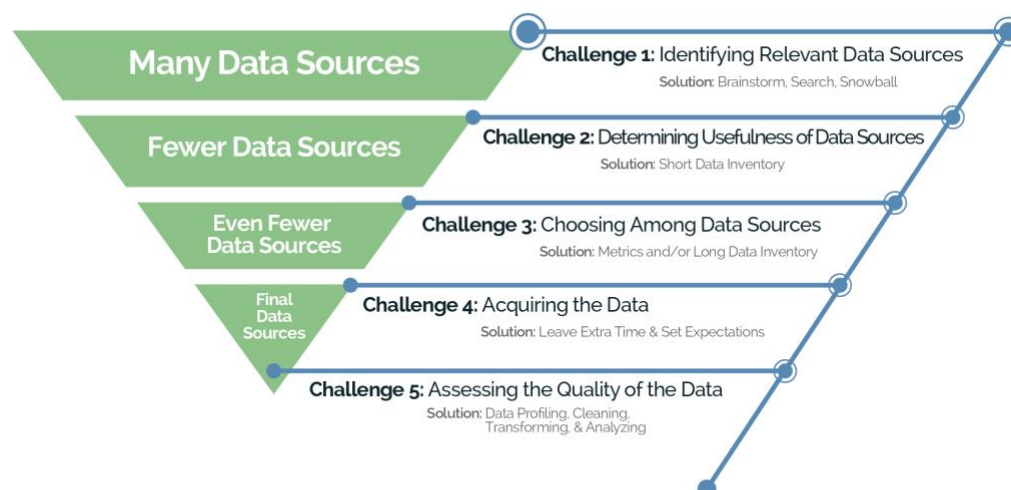 Many Data Sources
Challenge 1: Identifying Relevant Data Sources
Solution: Brainstorm, Search, Snowball
Fewer Data Sources
Challenge 2: Determining Usefulness of Data Sources
Solution: Short Data Inventory
Even Fewer
Data Sources
Challenge 3: Choosing Among Data Sources
Solution: Metrics and/or Long Data Inventory
Final
Data
Sources
Challenge 4: Acquiring the Data
Solution: Leave Extra Time & Set Expectations
Challenge 5: Assessing the Quality of the Data
Solution: Data Profiling, Cleaning,
Transforming, & Analyzing